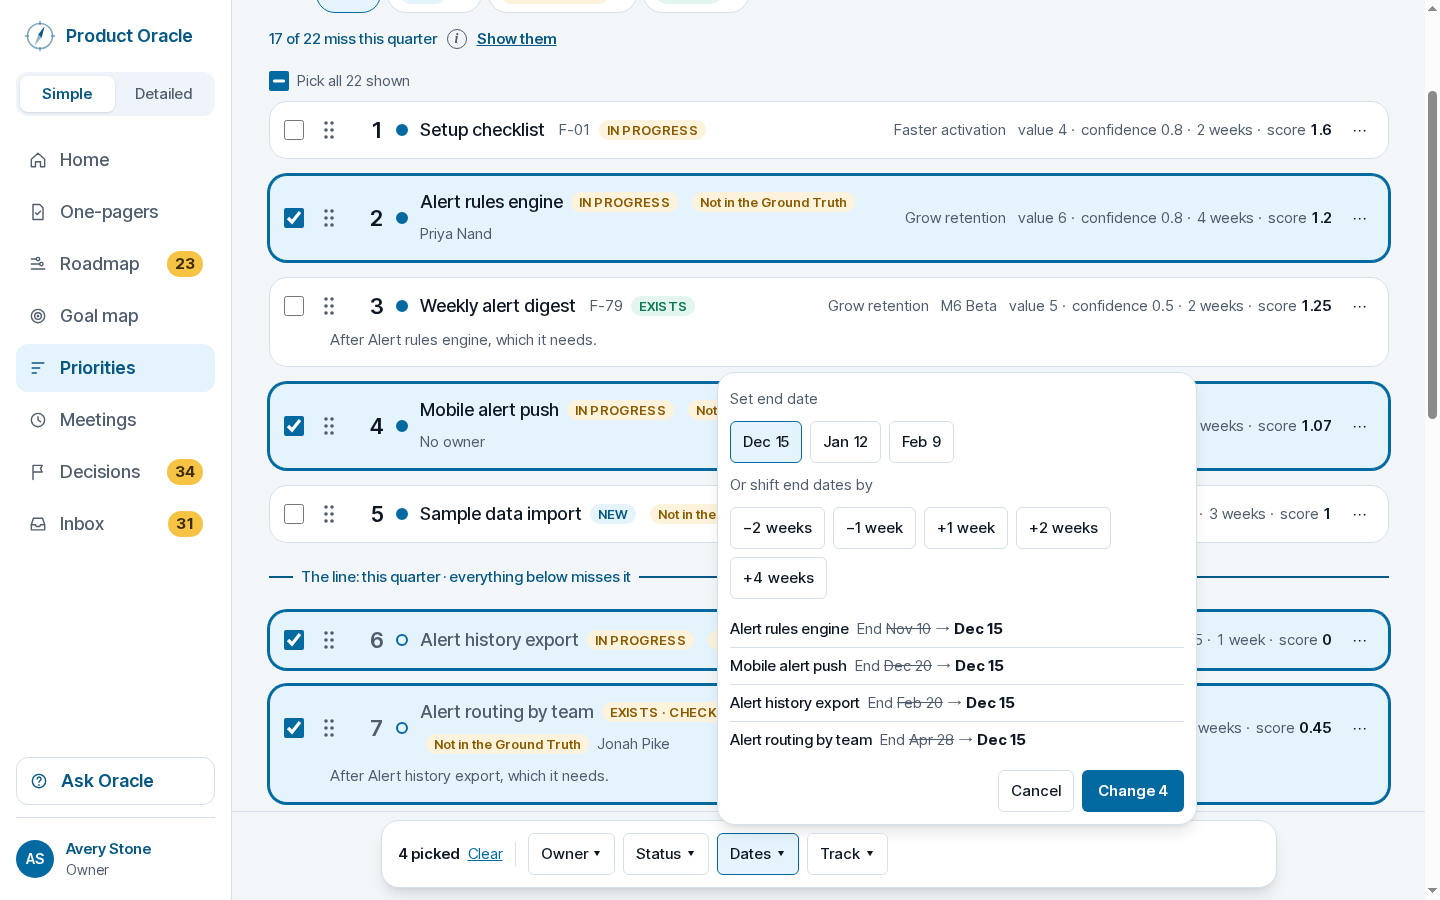 Product Oracle
Simple
Detailed
Home
One-pagers
Roadmap 23
Goal map
Priorities
Meetings
Decisions 34
Inbox 31
Ask Oracle
AS
Avery Stone
Owner
17 of 22 miss this quarter i Show them
Pick all 22 shown
1 Setup checklist F-01 IN PROGRESS Faster activation value 4 · confidence 0.8 · 2 weeks · score 1.6 ...
2 Alert rules engine IN PROGRESS Not in the Ground Truth Grow retention value 6 · confidence 0.8 · 4 weeks · score 1.2 ...
Priya Nand
3 Weekly alert digest F-79 EXISTS Grow retention M6 Beta value 5 · confidence 0.5 · 2 weeks · score 1.25 ...
After Alert rules engine, which it needs.
4 Mobile alert push IN PROGRESS Not weeks · score 1.07 ...
No owner
5 Sample data import NEW Not in the · 3 weeks · score 1 ...
The line: this quarter · everything below misses it
6 Alert history export IN PROGRESS 5 · 1 week · score 0 ...
7 Alert routing by team EXISTS · CHECK weeks · score 0.45 ...
Not in the Ground Truth Jonah Pike
After Alert history export, which it needs.
Set end date
Dec 15 Jan 12 Feb 9
Or shift end dates by
−2 weeks −1 week +1 week +2 weeks
+4 weeks
Alert rules engine End Nov 10 → Dec 15
Mobile alert push End Dec 20 → Dec 15
Alert history export End Feb 20 → Dec 15
Alert routing by team End Apr 28 → Dec 15
Cancel Change 4
4 picked Clear Owner ▾ Status ▾ Dates ▾ Track ▾